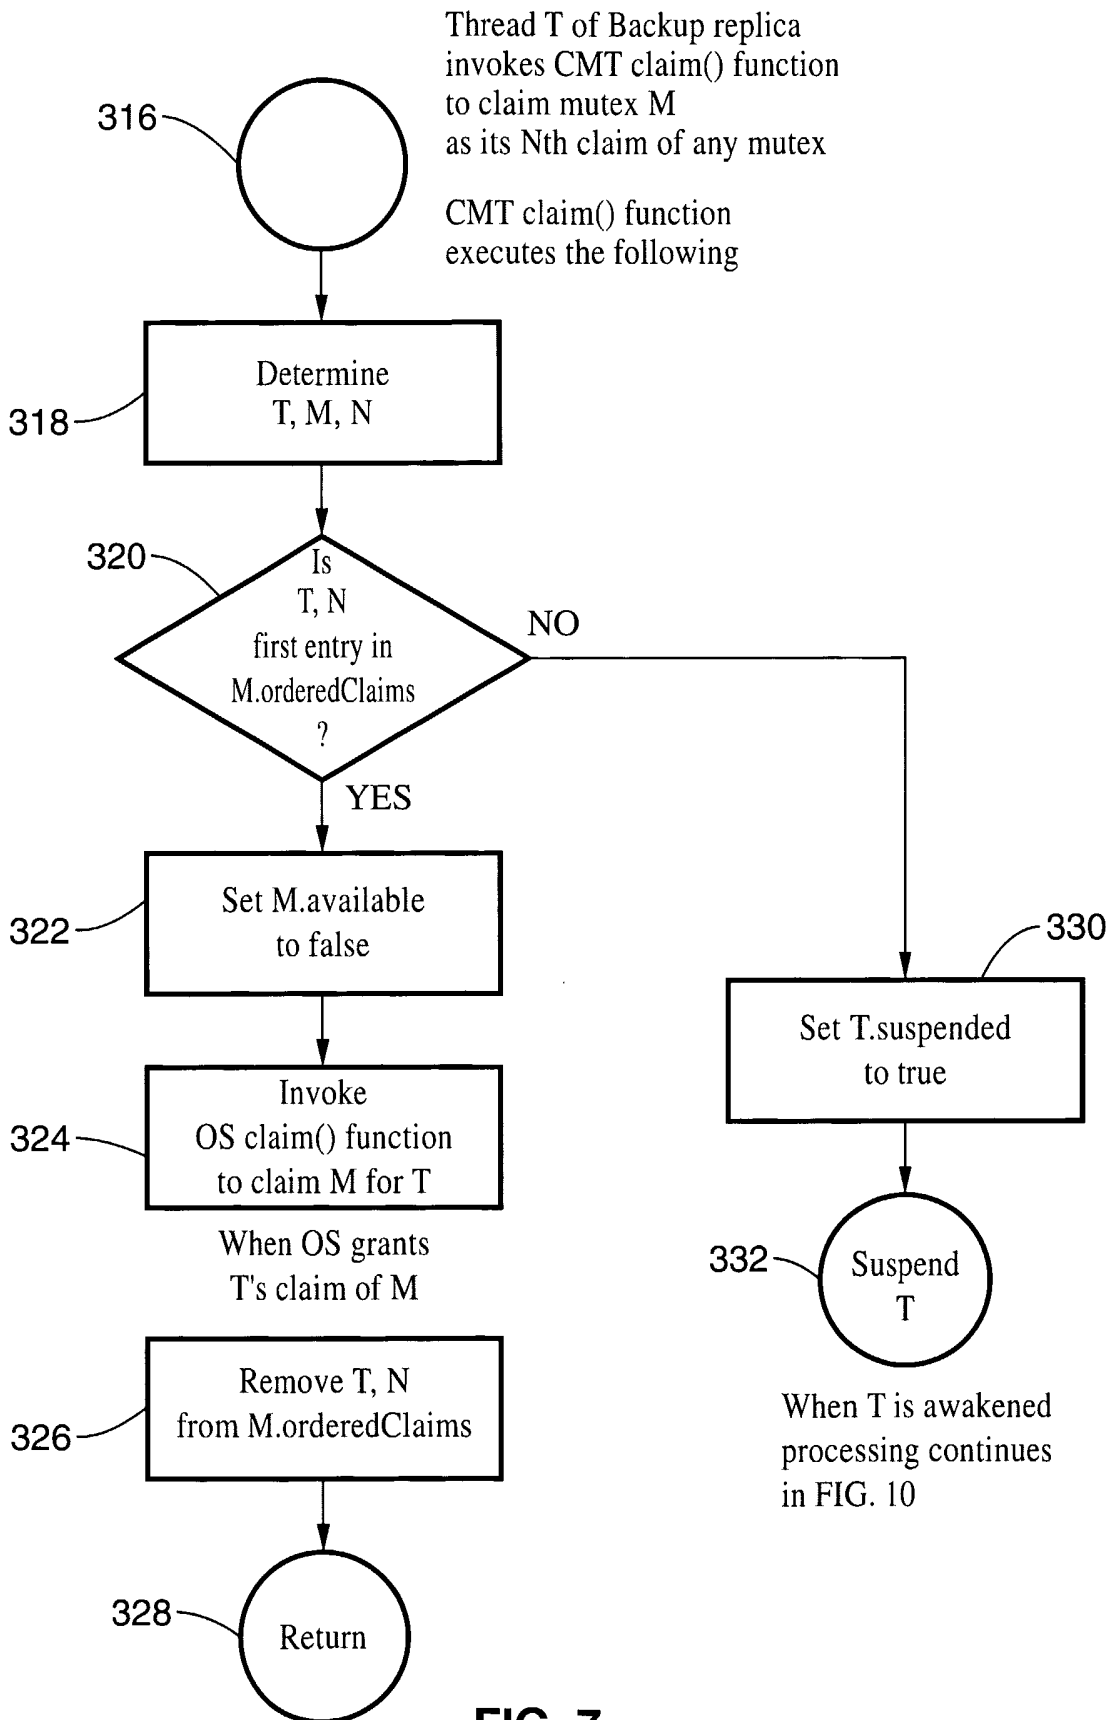 Thread T of Backup replica
invokes CMT claim() function
to claim mutex M
as its Nth claim of any mutex
CMT claim() function
executes the following
316
318
Determine
T, M, N
320
Is
T, N
first entry in
M.orderedClaims
?
NO
YES
322
Set M.available
to false
330
Set T.suspended
to true
324
Invoke
OS claim() function
to claim M for T
When OS grants
T's claim of M
332
Suspend
T
326
Remove T, N
from M.orderedClaims
When T is awakened
processing continues
in FIG. 10
328
Return
FIG. 7